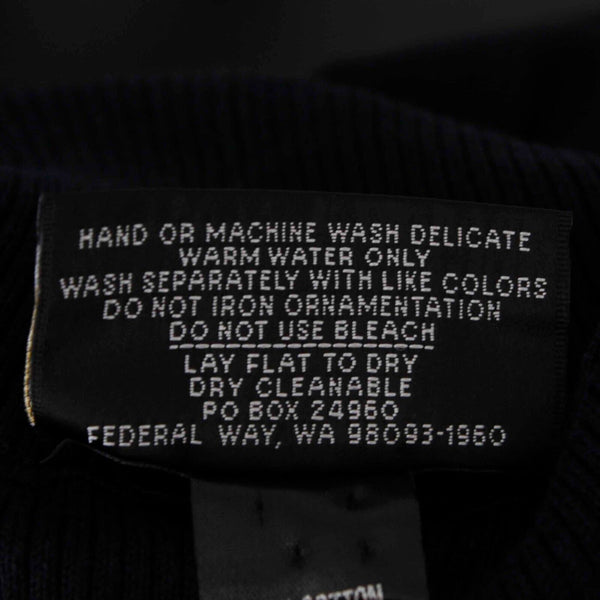 HAND OR MACHINE WASH DELICATE
WARM WATER ONLY
WASH SEPARATELY WITH LIKE COLORS
DO NOT IRON ORNAMENTATION
DO NOT USE BLEACH
LAY FLAT TO DRY
DRY CLEANABLE
PO BOX 24960
FEDERAL WAY, WA 98093-1960
COTTON